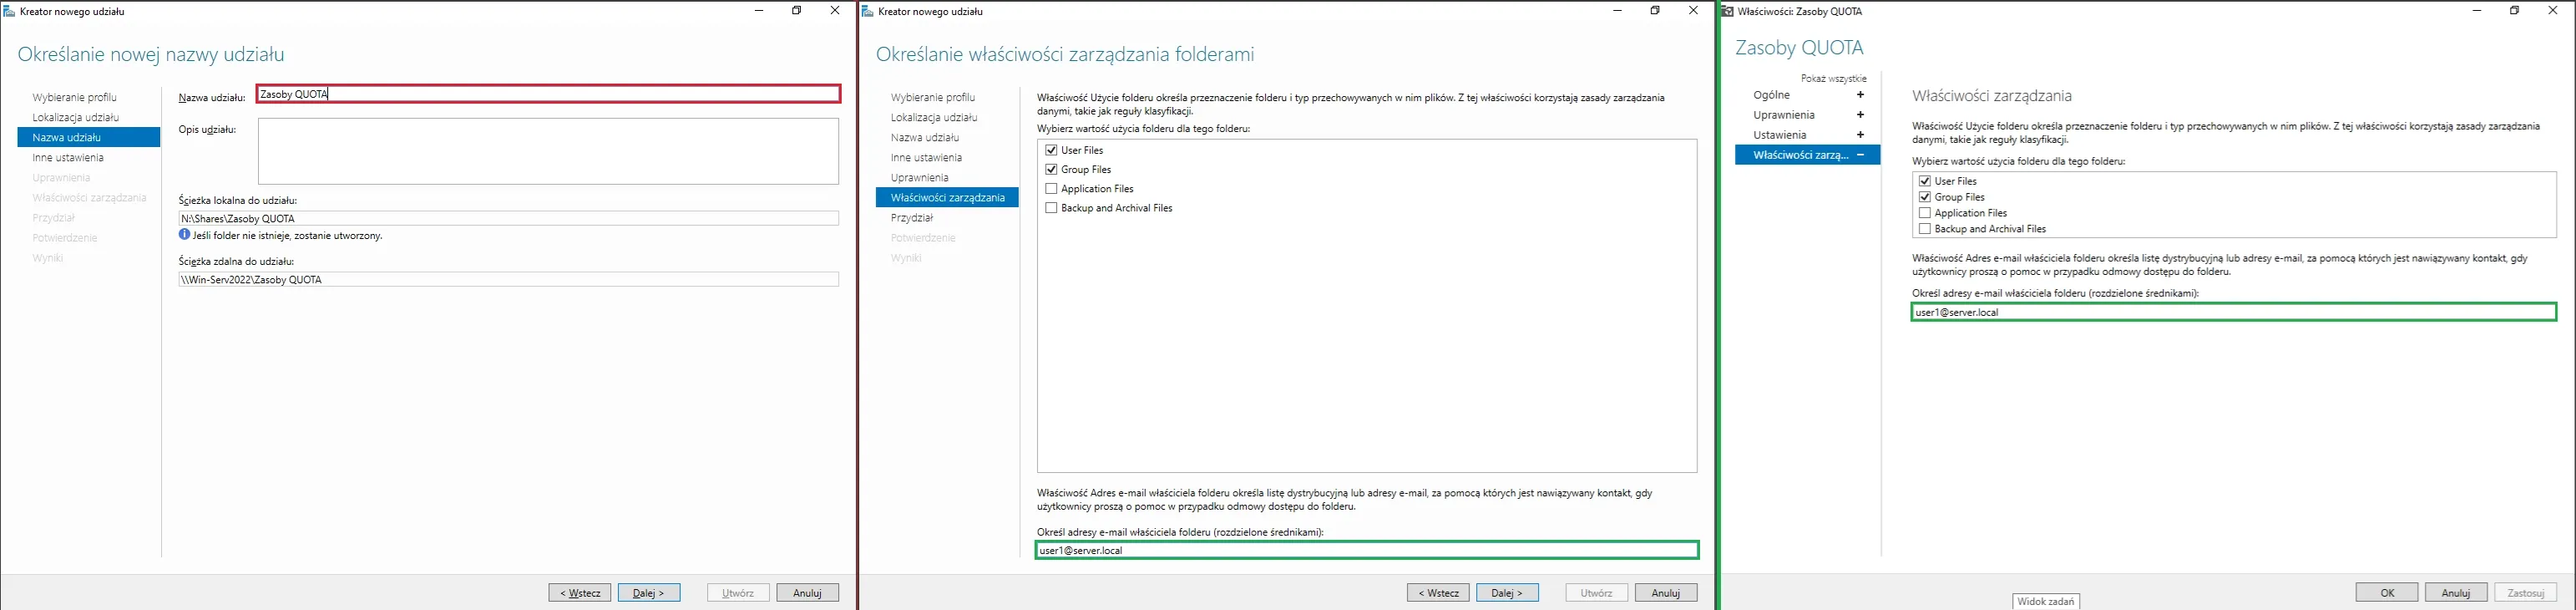 Kreator nowego udziału
Określanie nowej nazwy udziału
Wybieranie profilu
Lokalizacja udziału
Nazwa udziału
Inne ustawienia
Uprawnienia
Właściwości zarządzania
Przydział
Potwierdzenie
Wyniki
Nazwa udziału:
Zasoby QUOTA
Opis udziału:
Ścieżka lokalna do udziału:
N:\Shares\Zasoby QUOTA
Jeśli folder nie istnieje, zostanie utworzony.
Ścieżka zdalna do udziału:
\\Win-Serv2022\Zasoby QUOTA
< Wstecz
Dalej >
Utwórz
Anuluj
Kreator nowego udziału
Określanie właściwości zarządzania folderami
Wybieranie profilu
Lokalizacja udziału
Nazwa udziału
Inne ustawienia
Uprawnienia
Właściwości zarządzania
Przydział
Potwierdzenie
Wyniki
Właściwość Użycie folderu określa przeznaczenie folderu i typ przechowywanych w nim plików. Z tej właściwości korzystają zasady zarządzania
danymi, takie jak reguły klasyfikacji.
Wybierz wartość użycia folderu dla tego folderu:
User Files
Group Files
Application Files
Backup and Archival Files
Właściwość Adres e-mail właściciela folderu określa listę dystrybucyjną lub adresy e-mail, za pomocą których jest nawiązywany kontakt, gdy
użytkownicy proszą o pomoc w przypadku odmowy dostępu do folderu.
Określ adresy e-mail właściciela folderu (rozdzielone średnikami):
user1@server.local
< Wstecz
Dalej >
Utwórz
Anuluj
Właściwości: Zasoby QUOTA
Zasoby QUOTA
Pokaż wszystkie
Ogólne +
Uprawnienia +
Ustawienia +
Właściwości zarzą... −
Właściwości zarządzania
Właściwość Użycie folderu określa przeznaczenie folderu i typ przechowywanych w nim plików. Z tej właściwości korzystają zasady zarządzania
danymi, takie jak reguły klasyfikacji.
Wybierz wartość użycia folderu dla tego folderu:
User Files
Group Files
Application Files
Backup and Archival Files
Właściwość Adres e-mail właściciela folderu określa listę dystrybucyjną lub adresy e-mail, za pomocą których jest nawiązywany kontakt, gdy
użytkownicy proszą o pomoc w przypadku odmowy dostępu do folderu.
Określ adresy e-mail właściciela folderu (rozdzielone średnikami):
user1@server.local
OK
Anuluj
Zastosuj
Widok zadań